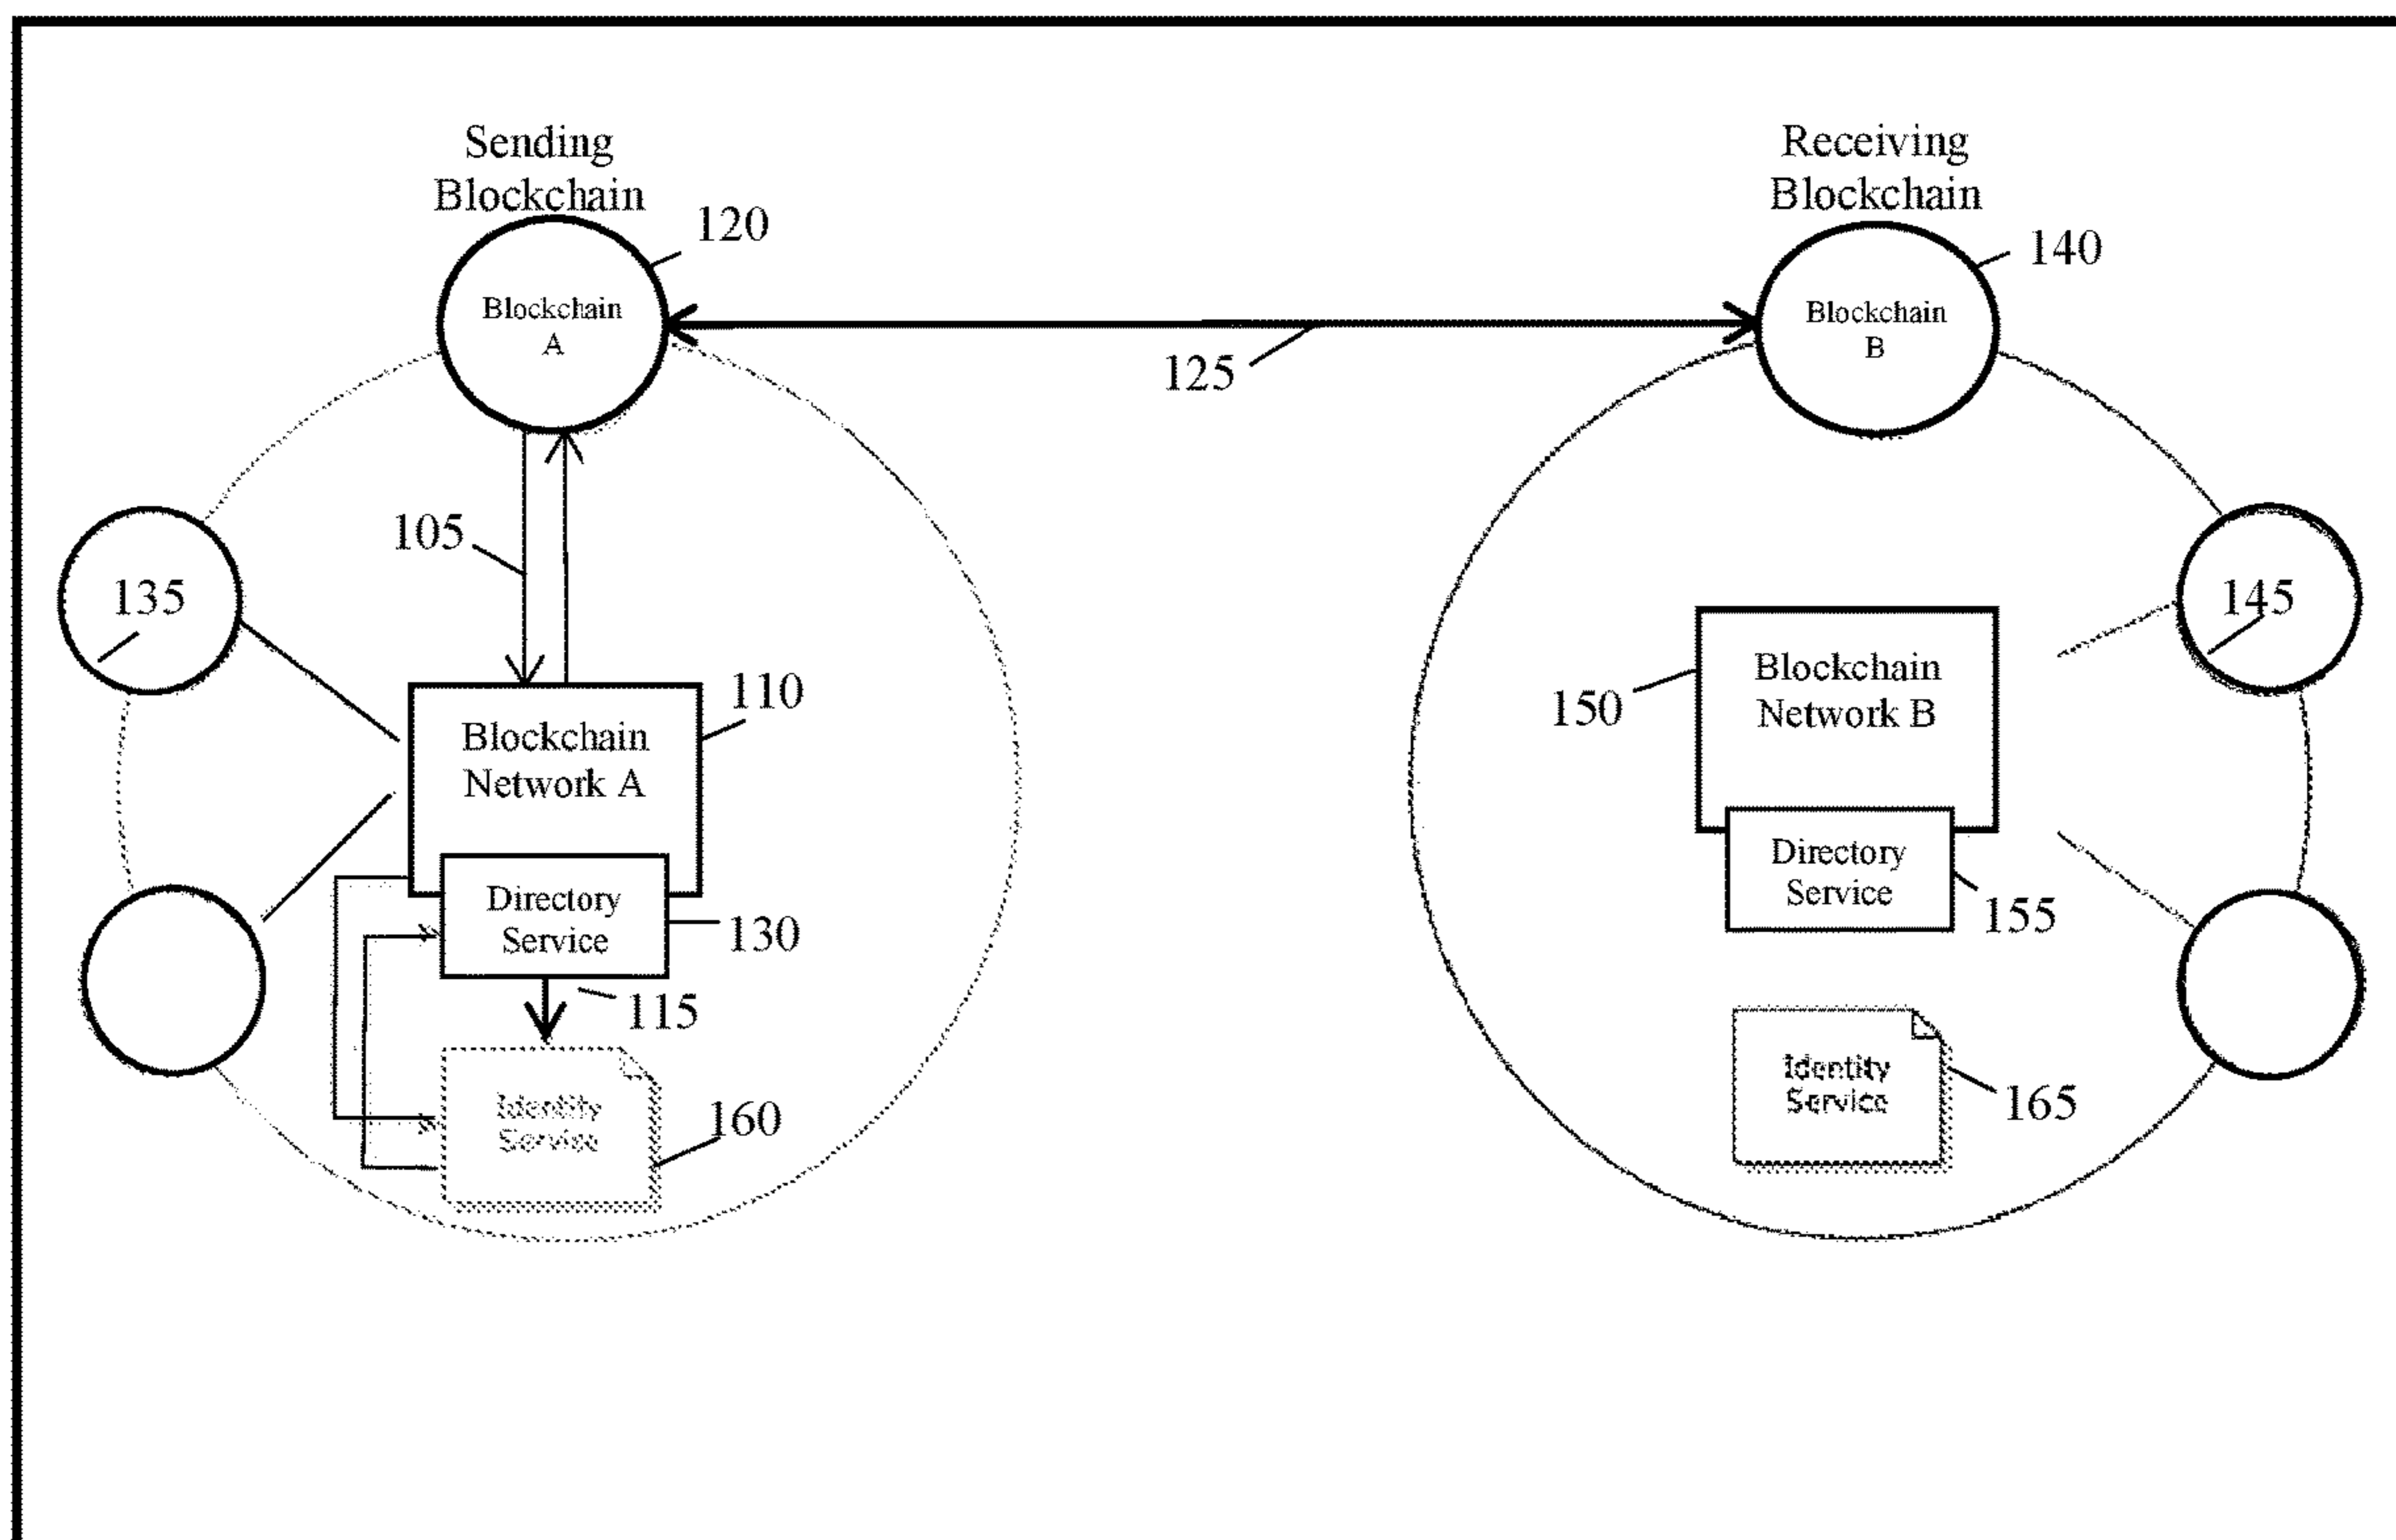 Sending
Blockchain
120
Blockchain
A
Receiving
Blockchain
140
Blockchain
B
125
105
135
110
Blockchain
Network A
Directory
Service
130
115
Identity
Service
160
145
150
Blockchain
Network B
Directory
Service
155
Identity
Service
165